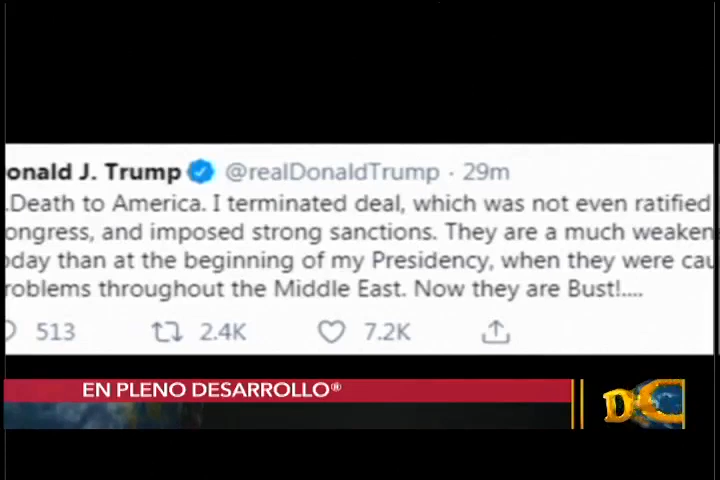 onald J. Trump @realDonaldTrump · 29m
.Death to America. I terminated deal, which was not even ratified
ongress, and imposed strong sanctions. They are a much weaken
oday than at the beginning of my Presidency, when they were cau
roblems throughout the Middle East. Now they are Bust!....
513 2.4K 7.2K
EN PLENO DESARROLLO®
DC